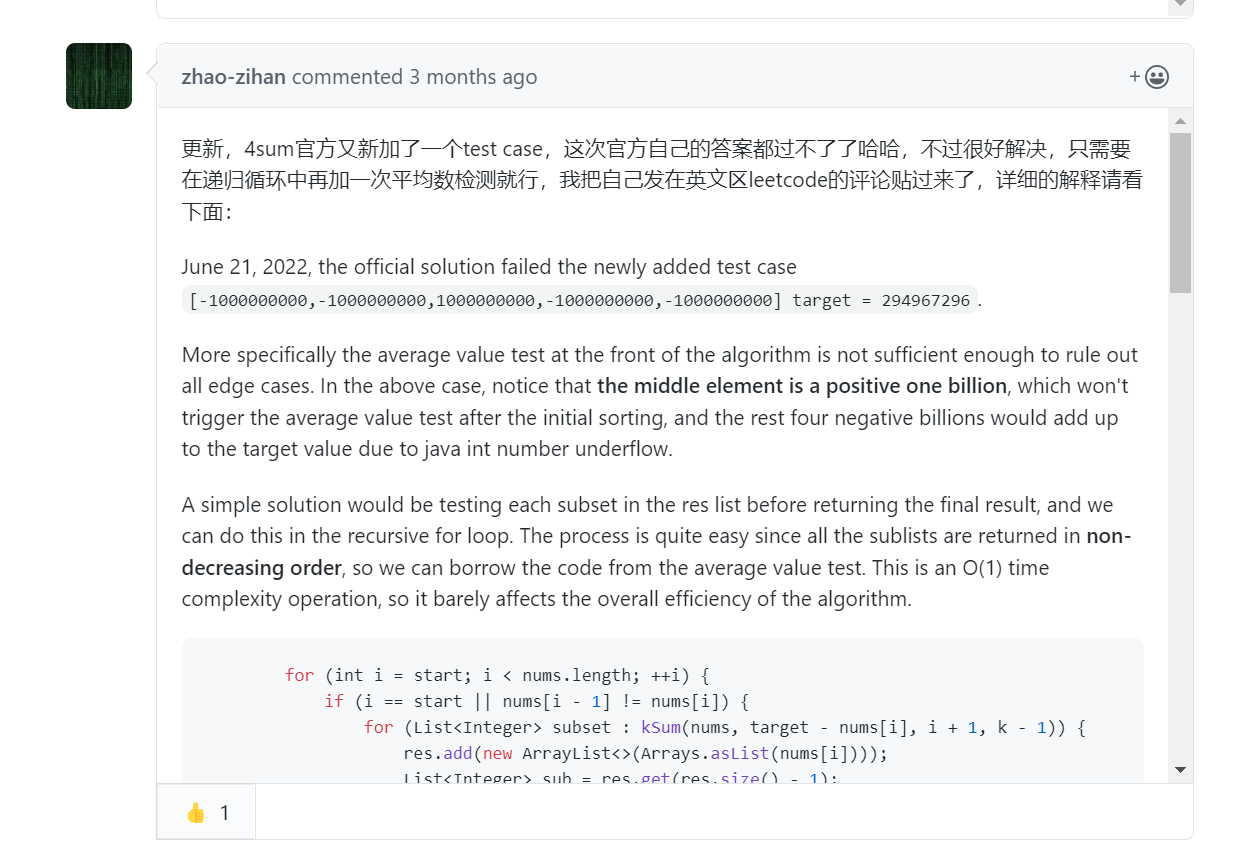 zhao-zihan commented 3 months ago
+
更新，4sum官方又新加了一个test case，这次官方自己的答案都过不了了哈哈，不过很好解决，只需要
在递归循环中再加一次平均数检测就行，我把自己发在英文区leetcode的评论贴过来了，详细的解释请看
下面：
June 21, 2022, the official solution failed the newly added test case
[-1000000000,-1000000000,1000000000,-1000000000,-1000000000] target = 294967296.
More specifically the average value test at the front of the algorithm is not sufficient enough to rule out
all edge cases. In the above case, notice that the middle element is a positive one billion, which won't
trigger the average value test after the initial sorting, and the rest four negative billions would add up
to the target value due to java int number underflow.
A simple solution would be testing each subset in the res list before returning the final result, and we
can do this in the recursive for loop. The process is quite easy since all the sublists are returned in non-
decreasing order, so we can borrow the code from the average value test. This is an O(1) time
complexity operation, so it barely affects the overall efficiency of the algorithm.
for (int i = start; i < nums.length; ++i) {
if (i == start || nums[i - 1] != nums[i]) {
for (List<Integer> subset : kSum(nums, target - nums[i], i + 1, k - 1)) {
res.add(new ArrayList<>(Arrays.asList(nums[i])));
List<Integer> sub = res.get(res.size() - 1);
👍 1